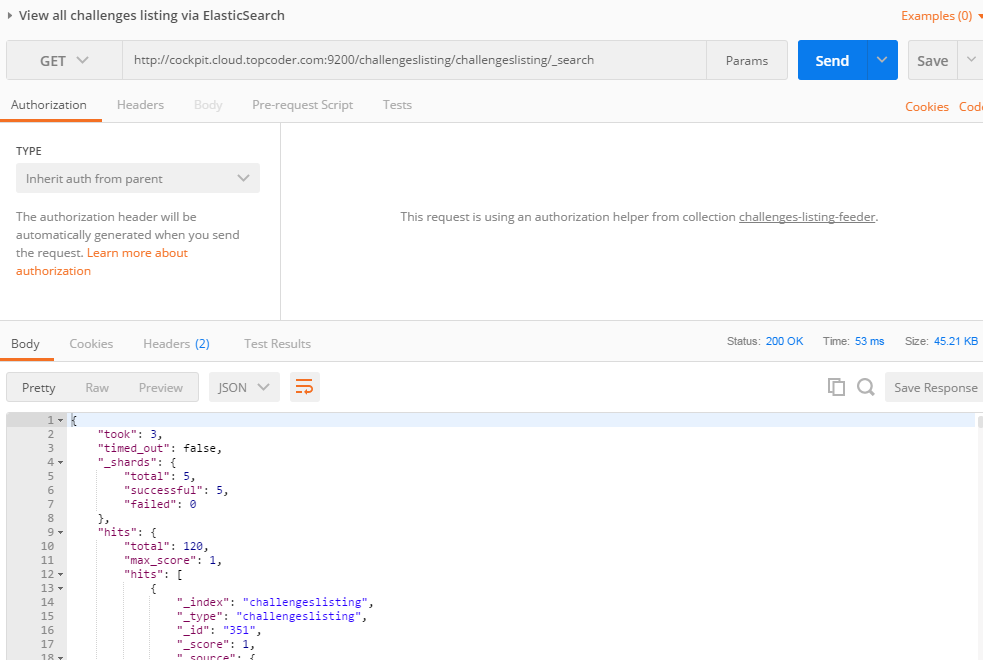 View all challenges listing via ElasticSearch
Examples (0)
GET
http://cockpit.cloud.topcoder.com:9200/challengeslisting/challengeslisting/_search
Params
Send
Save
Authorization
Headers
Body
Pre-request Script
Tests
Cookies
Code
TYPE
Inherit auth from parent
The authorization header will be
automatically generated when you send
the request. Learn more about
authorization
This request is using an authorization helper from collection challenges-listing-feeder.
Body
Cookies
Headers (2)
Test Results
Status: 200 OK
Time: 53 ms
Size: 45.21 KB
Pretty
Raw
Preview
JSON
Save Response
1 {
2 "took": 3,
3 "timed_out": false,
4 "_shards": {
5 "total": 5,
6 "successful": 5,
7 "failed": 0
8 },
9 "hits": {
10 "total": 120,
11 "max_score": 1,
12 "hits": [
13 {
14 "_index": "challengeslisting",
15 "_type": "challengeslisting",
16 "_id": "351",
17 "_score": 1,
18 "_source": {